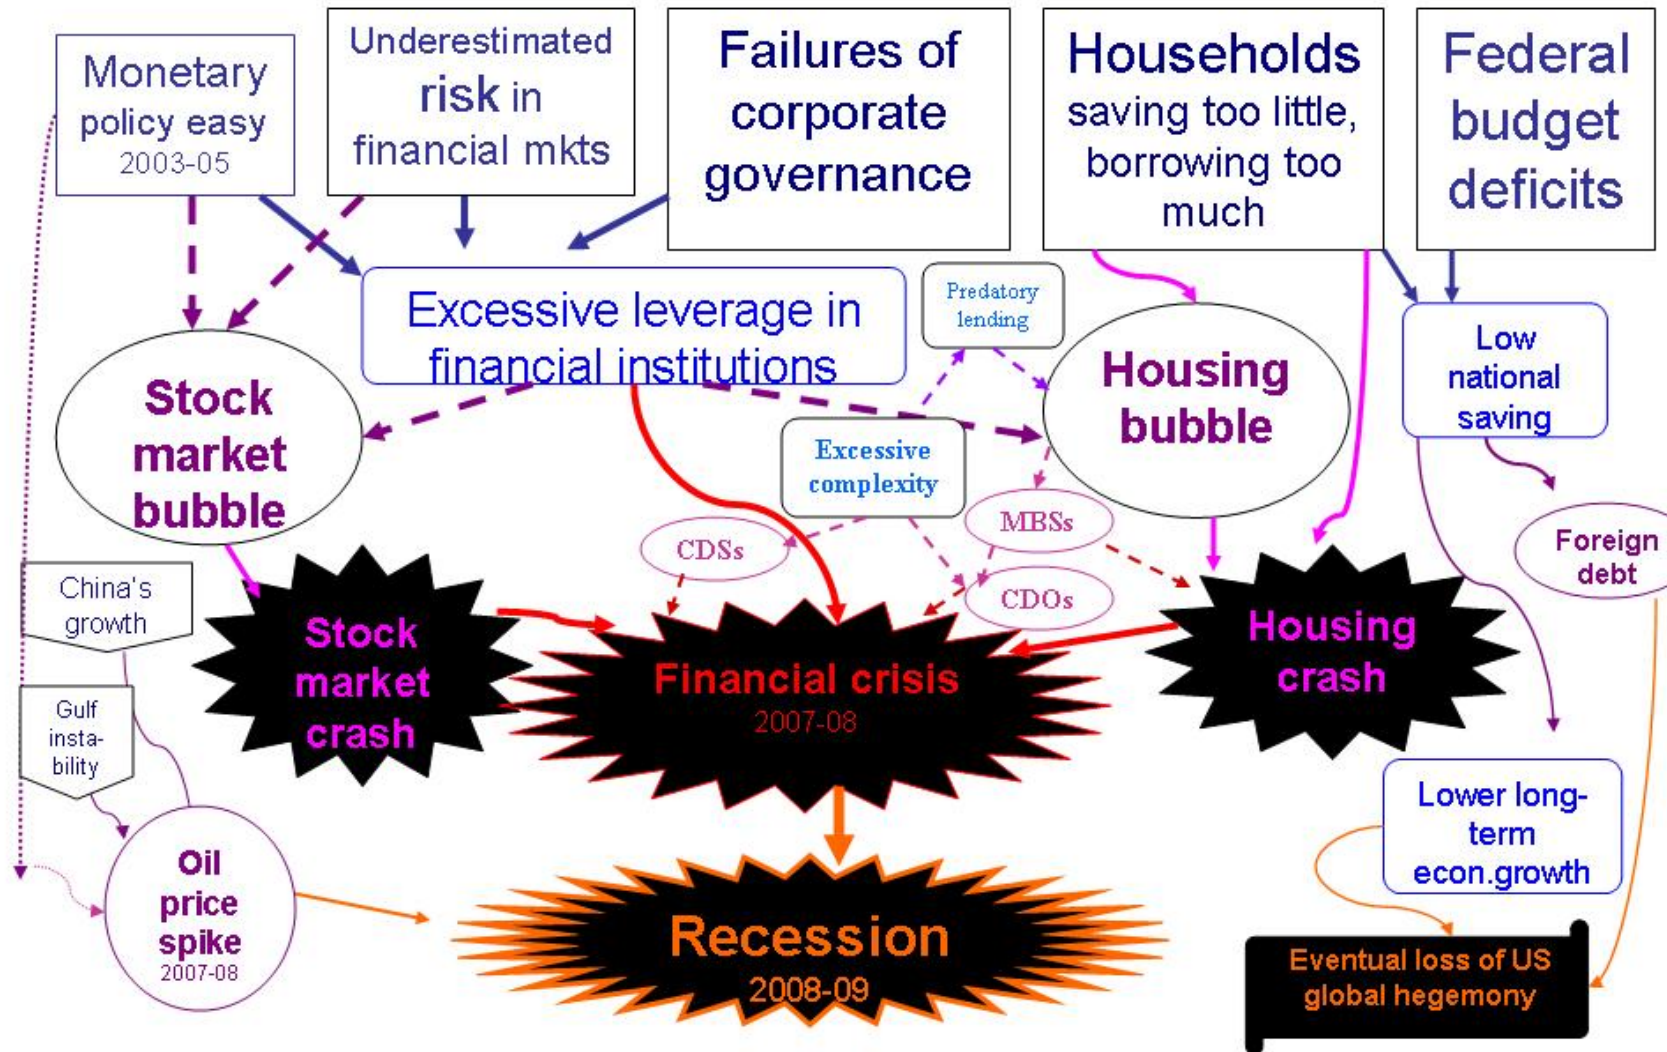 Monetary
policy easy
2003-05
Underestimated
risk in
financial mkts
Failures of
corporate
governance
Households
saving too little,
borrowing too
much
Federal
budget
deficits
Excessive leverage in
financial institutions
Predatory
lending
Housing
bubble
Low
national
saving
Stock
market
bubble
Excessive
complexity
MBSs
CDSs
CDOs
Foreign
debt
China's
growth
Stock
market
crash
Financial crisis
2007-08
Housing
crash
Gulf
insta-
bility
Oil
price
spike
2007-08
Lower long-
term
econ.growth
Recession
2008-09
Eventual loss of US
global hegemony